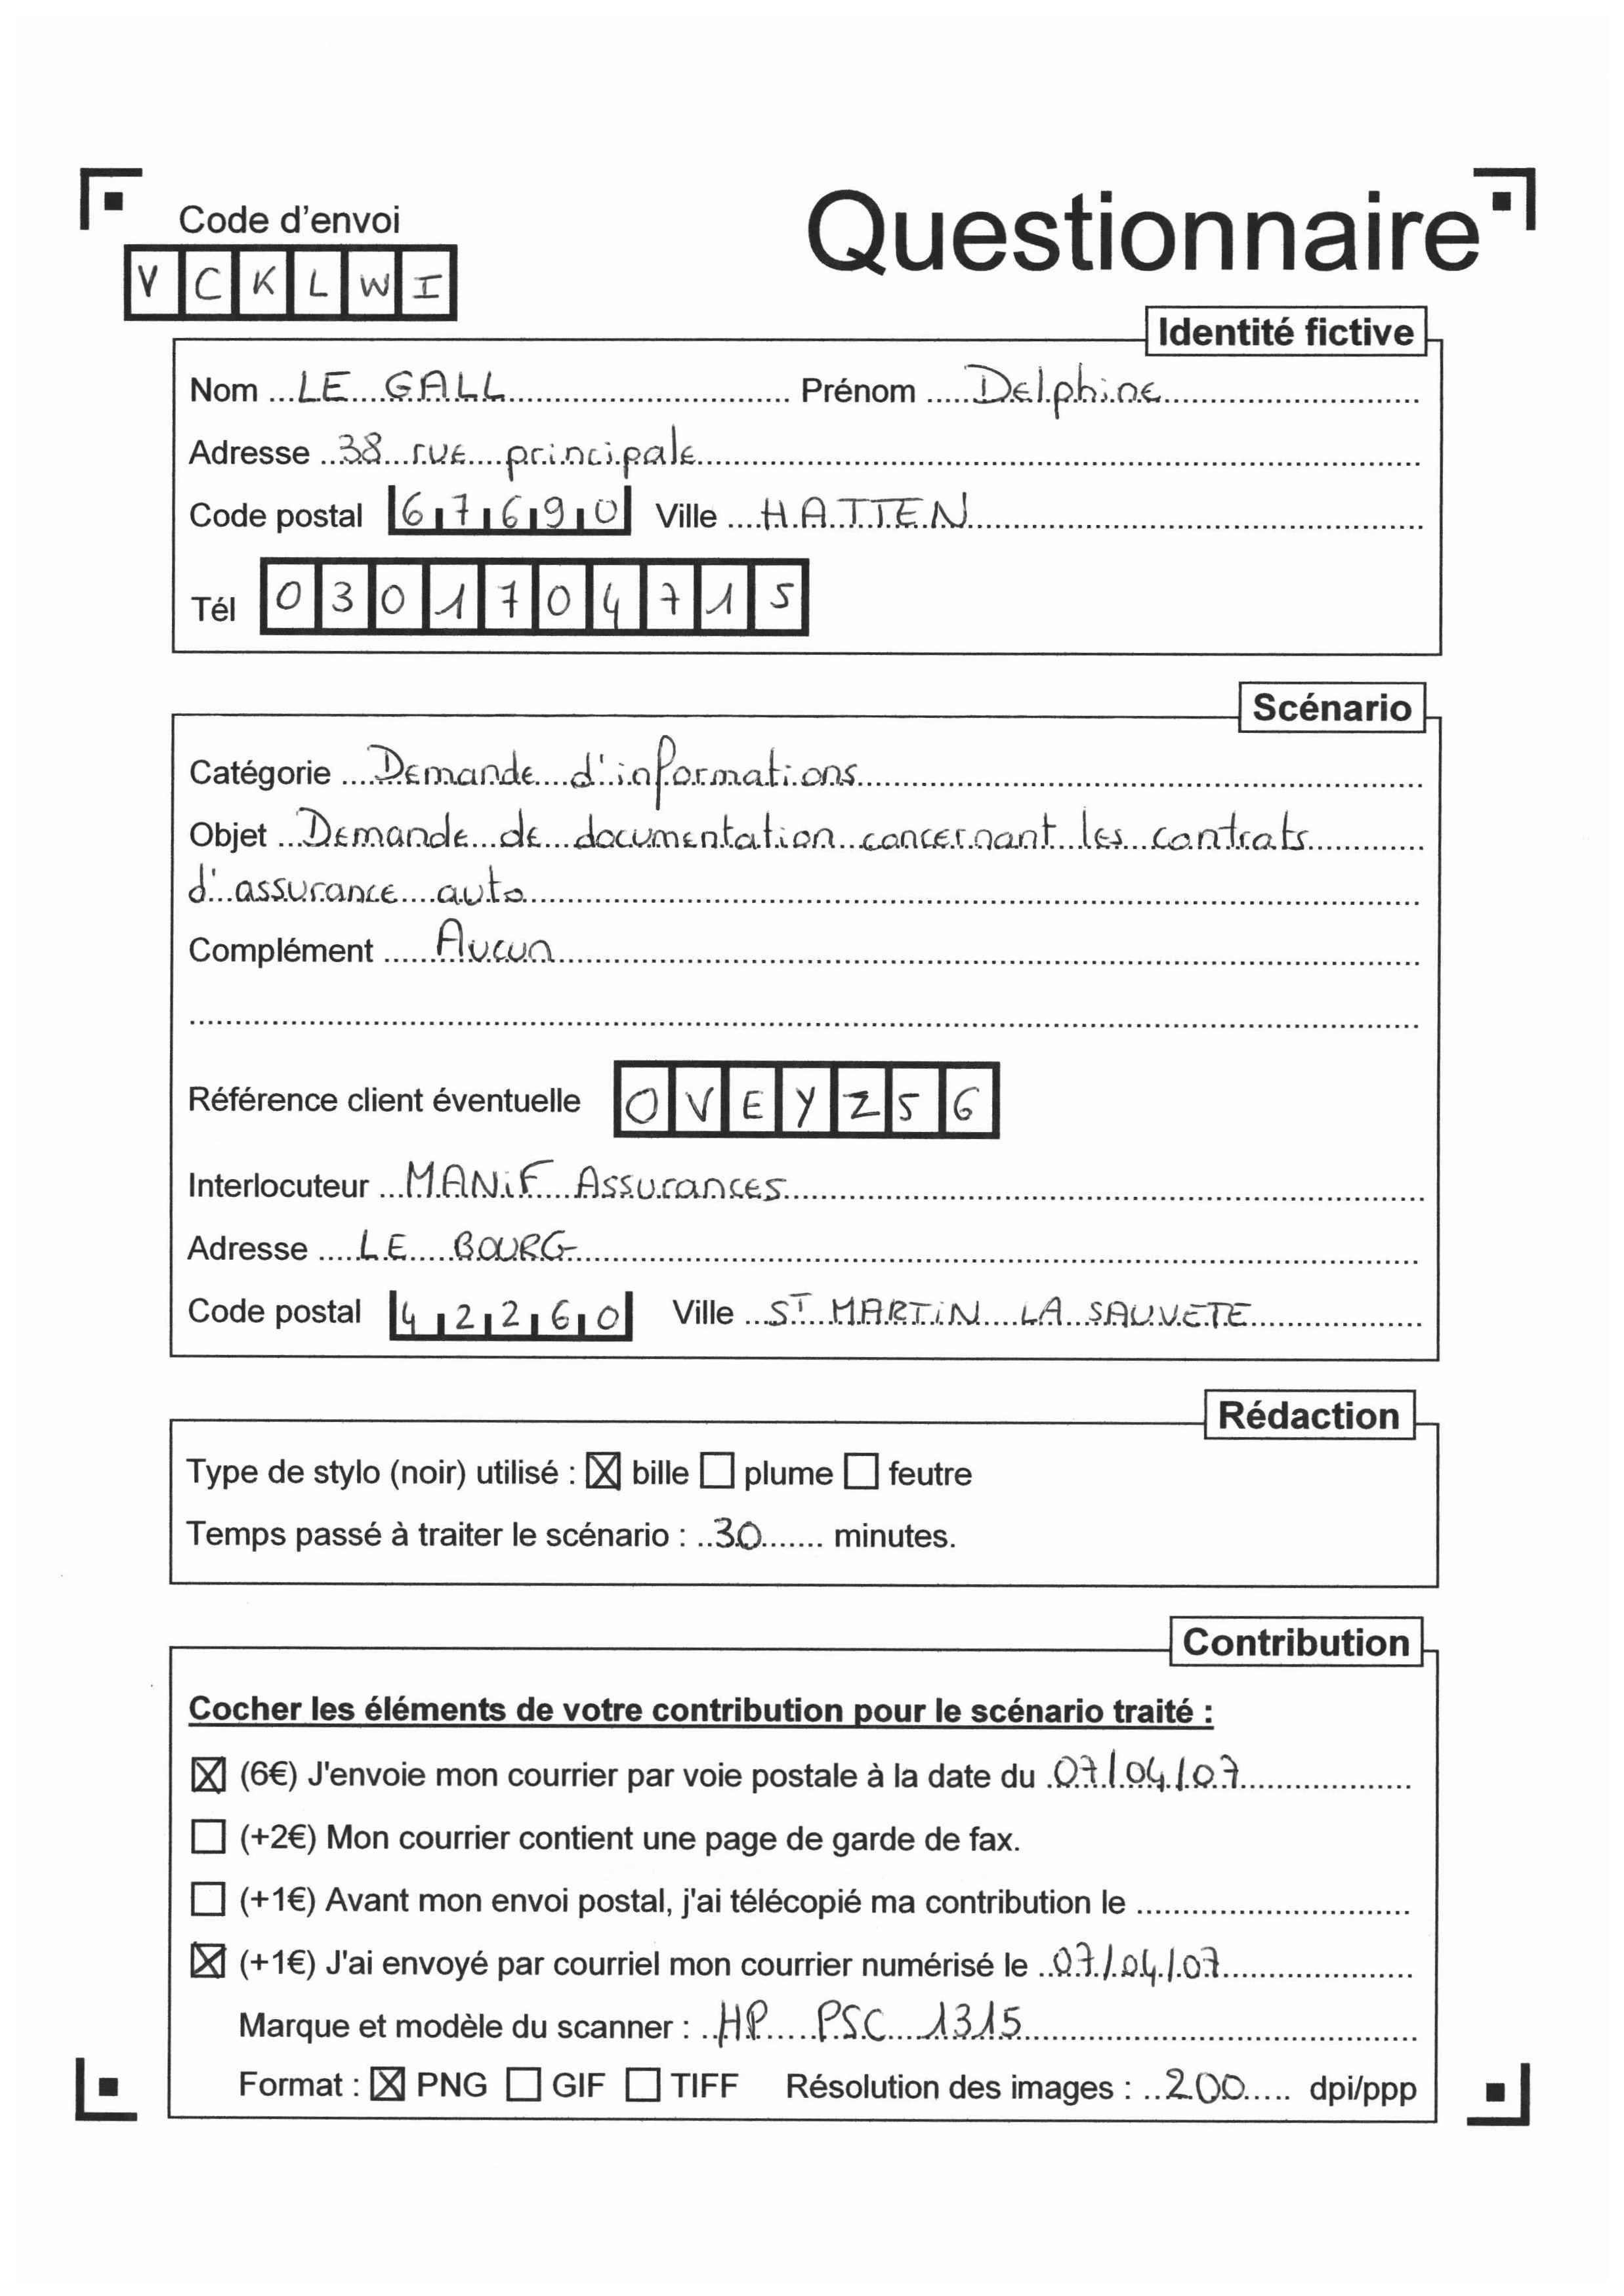 Questionnaire
Code d'envoi
V C K L W I
Identité fictive
Nom ... LE GALL ... Prénom ... Delphine
Adresse ... 38 rue principale
Code postal 67690 Ville ... HATTEN
Tél 0301704715
Scénario
Catégorie ... Demande d'informations
Objet ... Demande de documentation concernant les contrats
d'assurance auto
Complément ... Aucun
Référence client éventuelle OVEYZ56
Interlocuteur ... MANiF Assurances
Adresse ... LE BOURG
Code postal 42260 Ville ... ST MARTiN LA SAUVETE
Rédaction
Type de stylo (noir) utilisé : ☒ bille ☐ plume ☐ feutre
Temps passé à traiter le scénario : .. 30 ....... minutes.
Contribution
Cocher les éléments de votre contribution pour le scénario traité :
☒ (6€) J'envoie mon courrier par voie postale à la date du 07/04/07
☐ (+2€) Mon courrier contient une page de garde de fax.
☐ (+1€) Avant mon envoi postal, j'ai télécopié ma contribution le ..............................
☒ (+1€) J'ai envoyé par courriel mon courrier numérisé le .. 07/04/07
Marque et modèle du scanner : .. HP PSC 1315
Format : ☒ PNG ☐ GIF ☐ TIFF Résolution des images : .. 200 ..... dpi/ppp